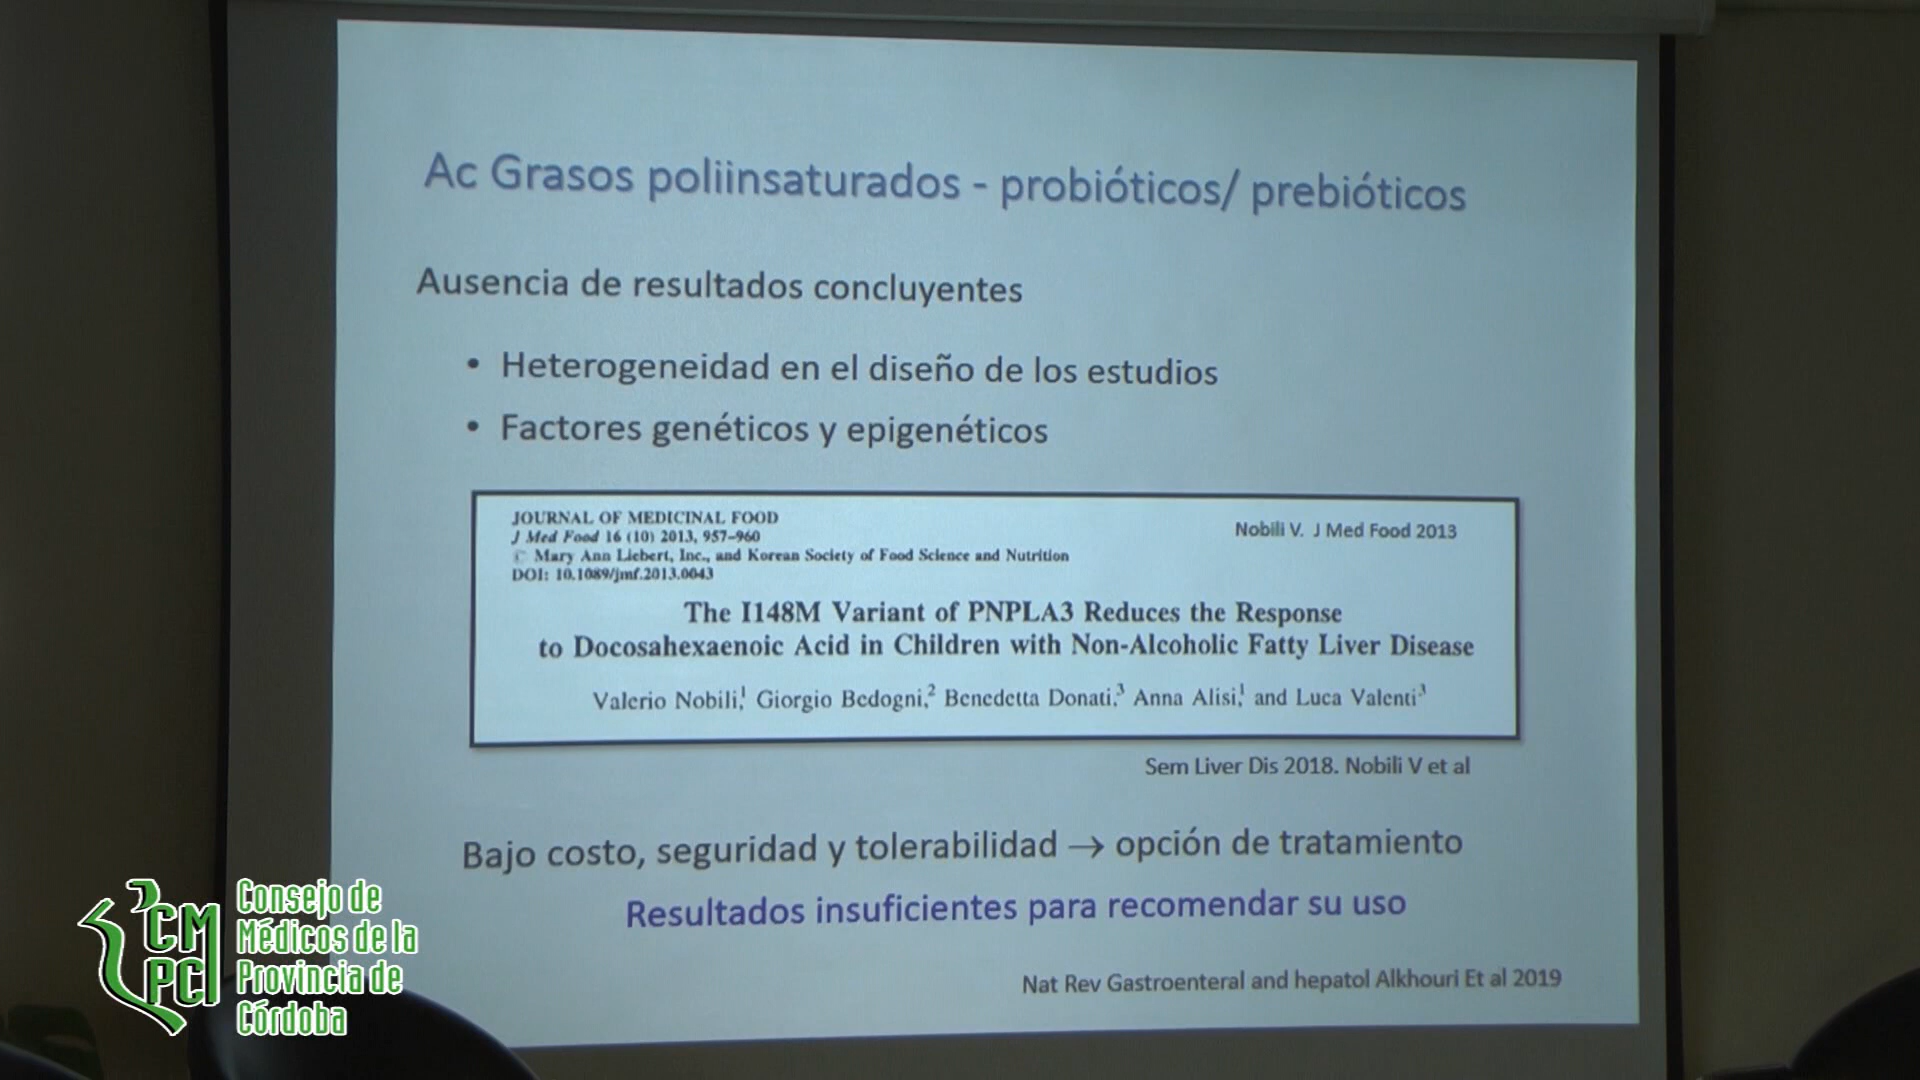 Ac Grasos poliinsaturados - probióticos/ prebióticos
Ausencia de resultados concluyentes
• Heterogeneidad en el diseño de los estudios
• Factores genéticos y epigenéticos
JOURNAL OF MEDICINAL FOOD
J Med Food 16 (10) 2013, 957–960
© Mary Ann Liebert, Inc., and Korean Society of Food Science and Nutrition
DOI: 10.1089/jmf.2013.0043
Nobili V. J Med Food 2013
The I148M Variant of PNPLA3 Reduces the Response
to Docosahexaenoic Acid in Children with Non-Alcoholic Fatty Liver Disease
Valerio Nobili,1 Giorgio Bedogni,2 Benedetta Donati,3 Anna Alisi,1 and Luca Valenti3
Sem Liver Dis 2018. Nobili V et al
Bajo costo, seguridad y tolerabilidad → opción de tratamiento
Resultados insuficientes para recomendar su uso
Nat Rev Gastroenteral and hepatol Alkhouri Et al 2019
CM
PC
Consejo de
Médicos de la
Provincia de
Córdoba